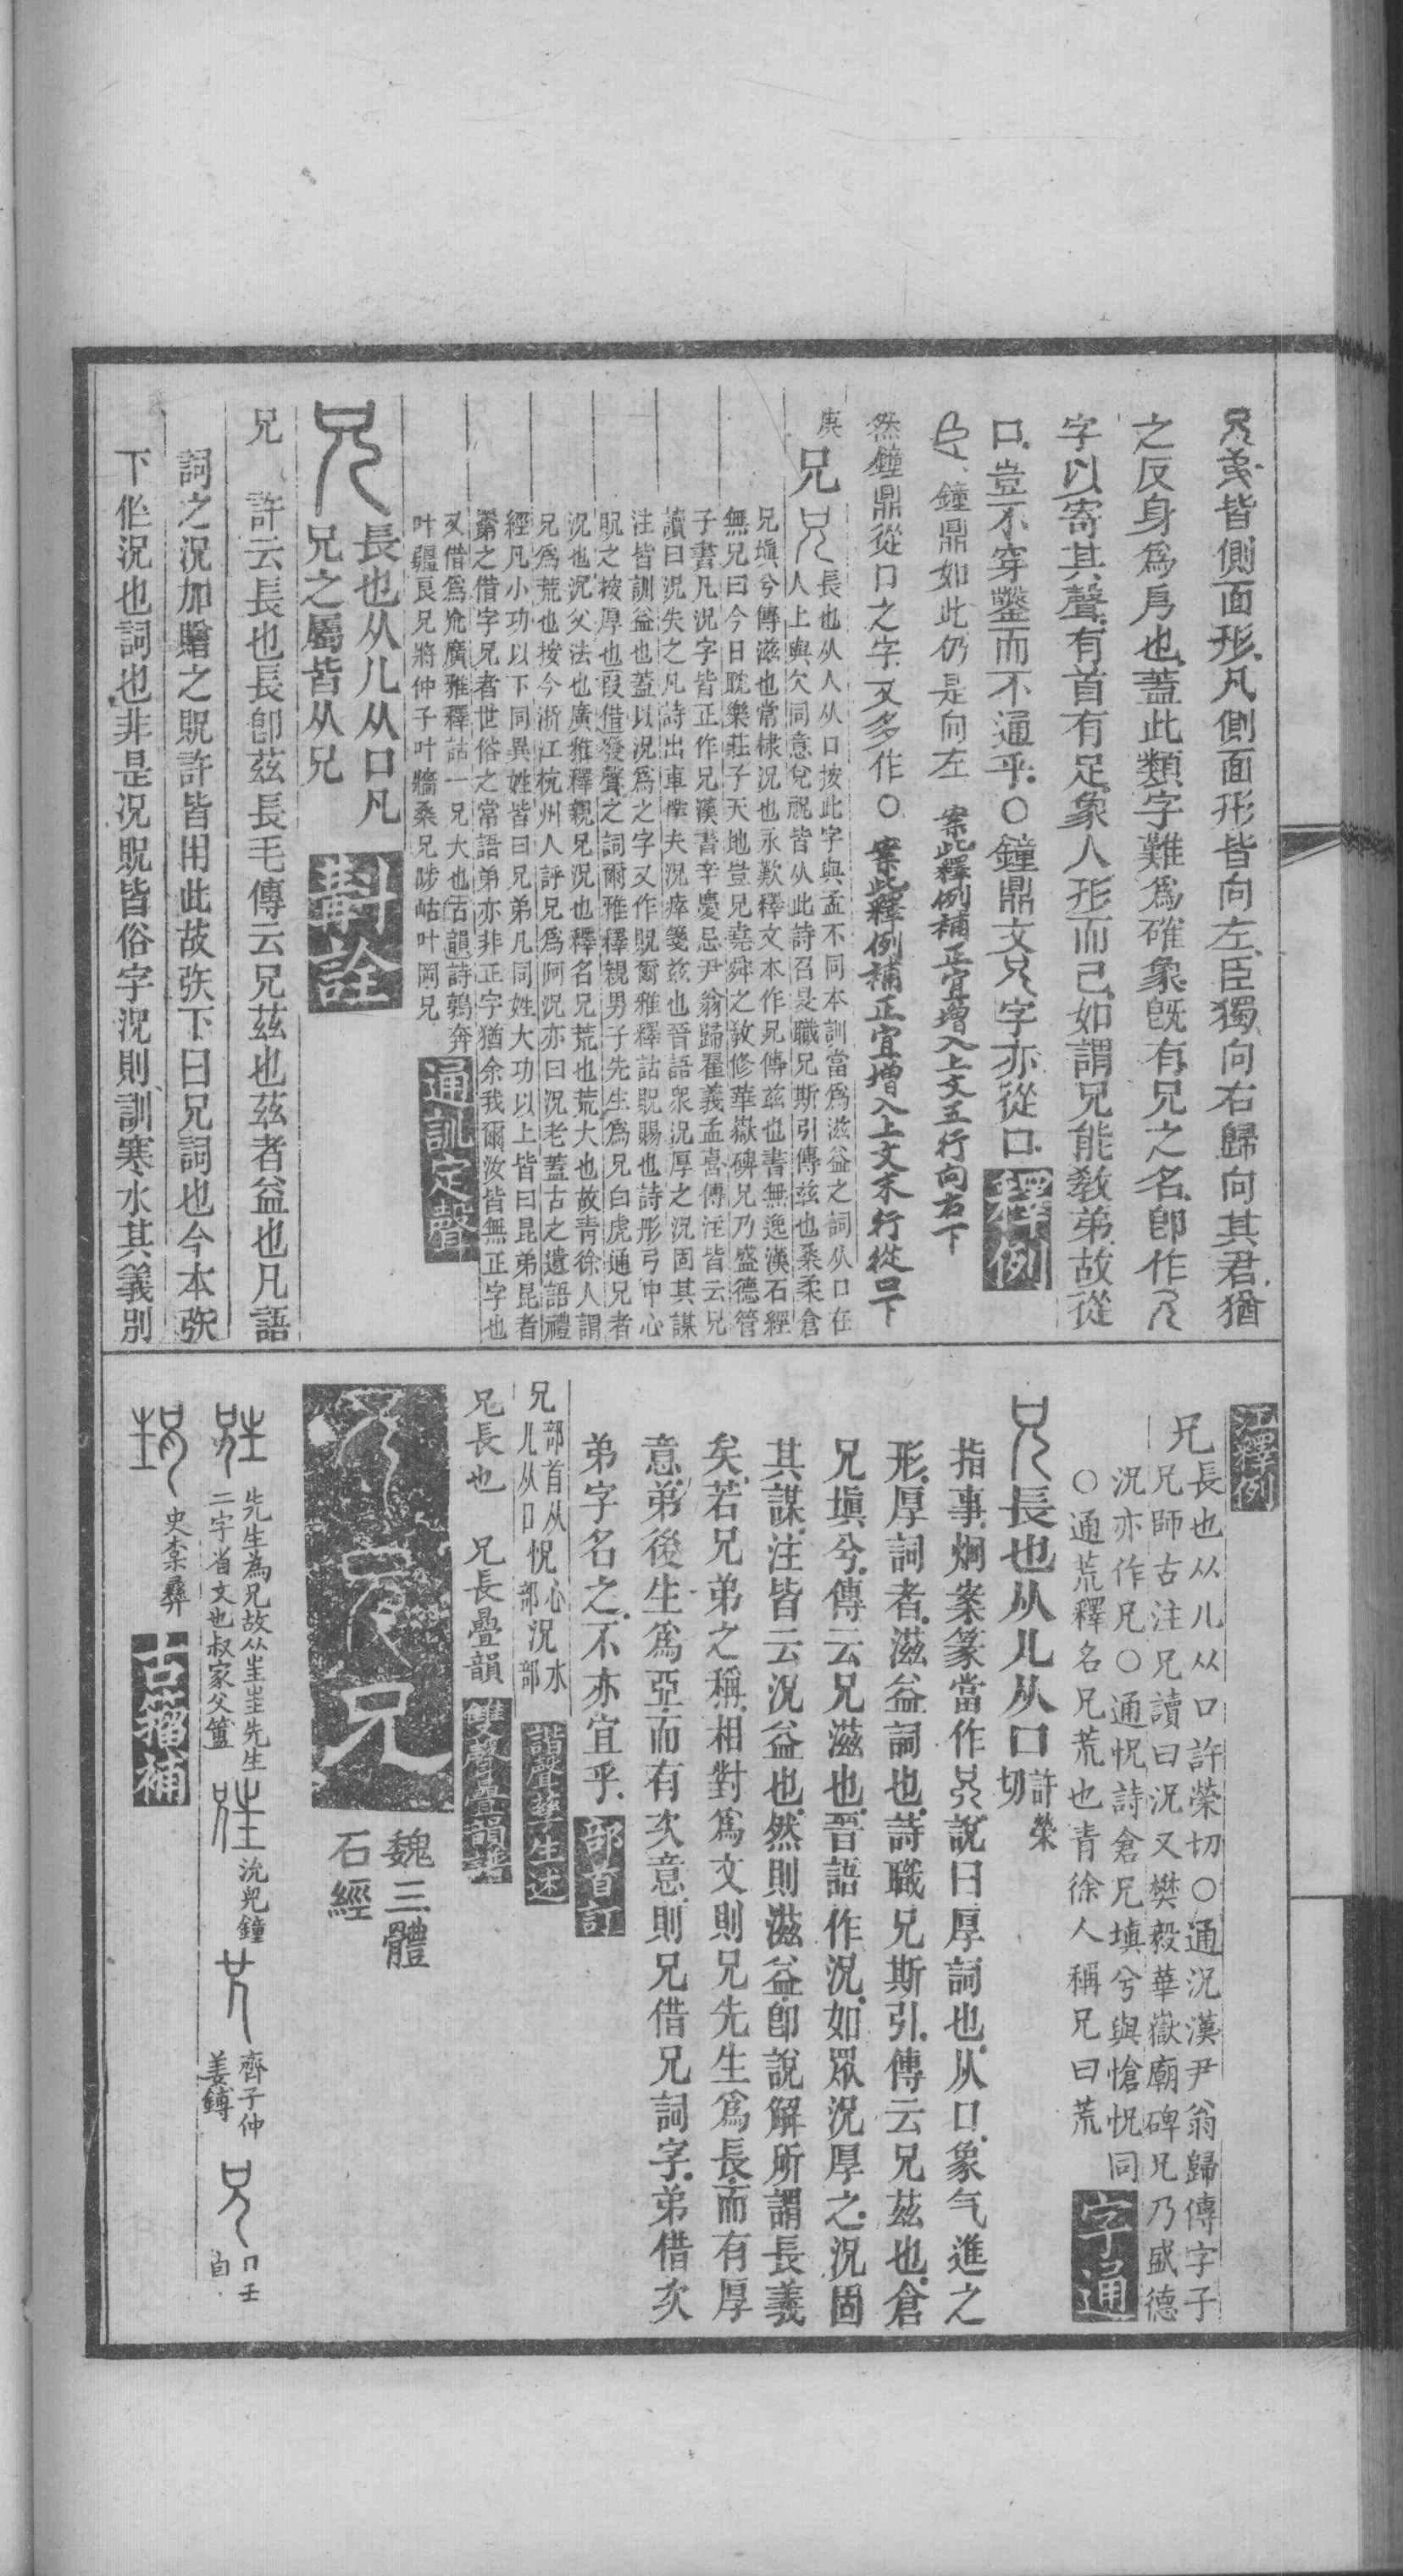 皆側面形凡側面形皆向左臣獨向右歸向其君猶
之反身為㐆也蓋此類字難為確象既有兄之名卽作
字以寄其聲有首有足象人形而已如謂兄能敎弟故從
口豈不穿鑿而不通乎○鐘鼎文兄字亦從口 釋例
鐘鼎如此仍是向左 案此釋例補正宜增入上文五行向右下
然鐘鼎從口之字又多作○ 案此釋例補正宜增入上文末行從口下
庚 兄
長也从人从口按此字與孟不同本訓當爲滋益之詞从口在
人上與欠同意兌祝皆从此詩召旻職兄斯引傳茲也桑柔倉
兄塡兮傳滋也常棣況也永歎釋文本作兄傳茲也書無逸漢石經
無兄曰今日耽樂莊子天地豈兄堯舜之敎修華嶽碑兄乃盛德管
子書凡況字皆正作兄漢書辛慶忌尹翁歸翟義孟喜傳注皆云兄
讀曰況失之凡詩出車僕夫況瘁箋茲也晉語衆況厚之況固其謀
注皆訓益也蓋以況爲之字又作貺爾雅釋詁貺賜也詩彤弓中心
貺之按厚也叚借發聲之詞爾雅釋親男子先生爲兄白虎通兄者
況也況父法也廣雅釋親兄況也釋名兄荒也荒大也故靑徐人謂
兄爲荒也按今浙江杭州人評兄爲阿況亦曰況老蓋古之遺語禮
經凡小功以下同異姓皆曰兄弟凡同姓大功以上皆曰昆弟昆者
䍧之借字兄者世俗之常語弟亦非正字猶余我爾汝皆無正字也
又借爲尣廣雅釋詁一兄大也古韻詩鶉奔
叶疆良兄將仲子叶牆桑兄陟岵叶岡兄 通訓定聲
長也从儿从口凡
兄之屬皆从兄 斠詮
兄 許云長也長卽茲長毛傳云兄茲也茲者益也凡語
詞之況加贈之貺許皆用此故弞下曰兄詞也今本弞
下作況也詞也非是況貺皆俗字況則訓寒水其義別
釋例
兄
長也从儿从口許榮切○通況漢尹翁歸傳字子
兄師古注兄讀曰況又樊毅華嶽廟碑兄乃盛德
況亦作兄○通怳詩倉兄塡兮與愴怳同
○通荒釋名兄荒也青徐人稱兄曰荒 字通
長也从儿从口 許榮切
指事炯案篆當作兄說曰厚詞也从口象气進之
形厚詞者滋益詞也詩職兄斯引傳云兄茲也倉
兄塡兮傳云兄滋也晉語作況如眾況厚之況固
其謀注皆云況益也然則滋益卽說解所謂長義
矣若兄弟之稱相對爲文則兄先生爲長而有厚
意弟後生爲亞而有次意則兄借兄詞字弟借次
弟字名之不亦宜乎 部首訂
兄 部首从儿从口 怳心部 況水部 諧聲孳生述
兄長也 兄長疊韻 雙聲疊韻譜
兄 魏三體石經
先生為兄故从㞷㞷先生
二字省文也叔家父簠 沇兒鐘 齊子仲姜鎛
史 彝 古籀補